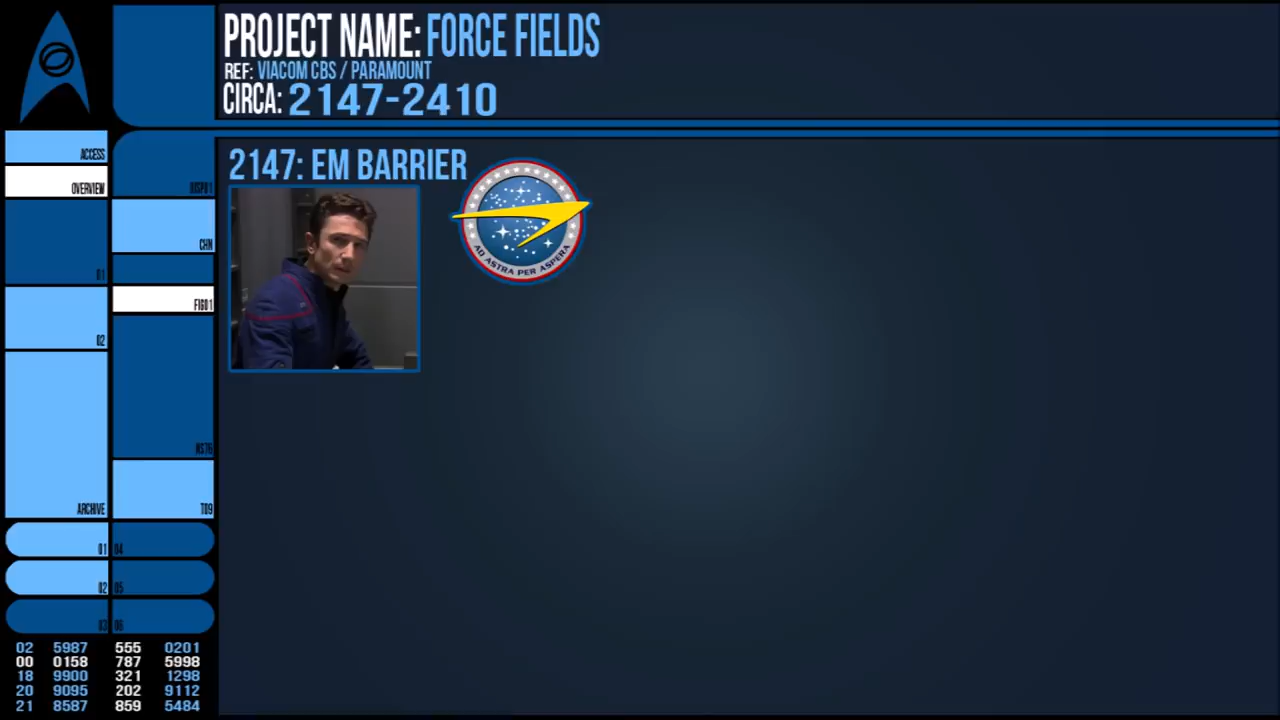 PROJECT NAME: FORCE FIELDS
REF: VIACOM CBS / PARAMOUNT
CIRCA: 2147-2410
ACCESS
OVERVIEW
01
02
ARCHIVE
CHN
FIG01
T09
01 04
02 05
03 06
2147: EM BARRIER
AD ASTRA PER ASPERA
02 5987 555 0201
00 0158 787 5998
18 9900 321 1298
20 9095 202 9112
21 8587 859 5484